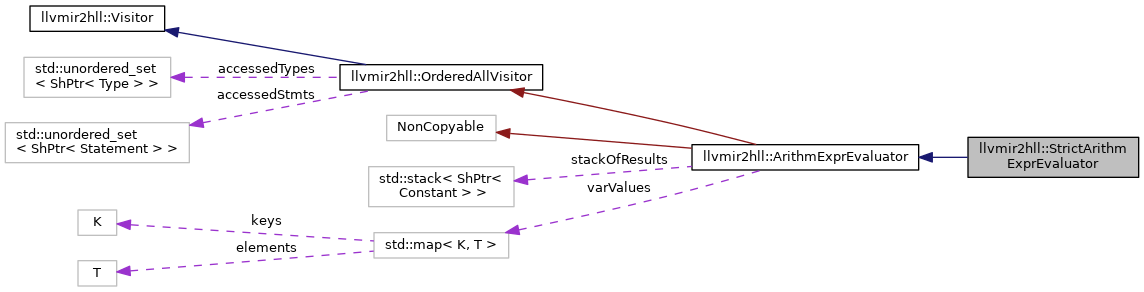 llvmir2hll::Visitor
std::unordered_set
< ShPtr< Type > >
accessedTypes
llvmir2hll::OrderedAllVisitor
accessedStmts
std::unordered_set
< ShPtr< Statement > >
NonCopyable
llvmir2hll::StrictArithm
ExprEvaluator
llvmir2hll::ArithmExprEvaluator
stackOfResults
std::stack< ShPtr<
Constant > >
varValues
K
keys
std::map< K, T >
elements
T